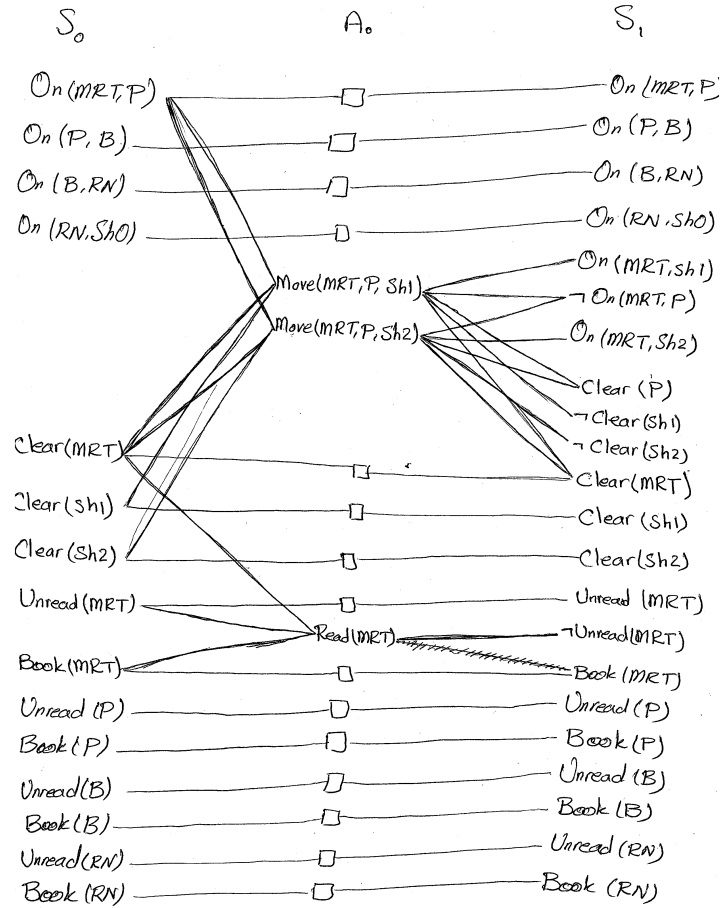 S₀ A₀ S₁
On (MRT, P) On (MRT, P)
On (P, B) On (P, B)
On (B, RN) On (B, RN)
On (RN, Sh0) On (RN, Sh0)
On (MRT, Sh1)
Move (MRT, P, Sh1) ¬ On (MRT, P)
Move (MRT, P, Sh2) On (MRT, Sh2)
Clear (P)
¬ Clear (Sh1)
Clear (MRT) ¬ Clear (Sh2)
Clear (MRT)
Clear (Sh1) Clear (Sh1)
Clear (Sh2) Clear (Sh2)
Unread (MRT) Unread (MRT)
Read (MRT) ¬ Unread (MRT)
Book (MRT) Book (MRT)
Unread (P) Unread (P)
Book (P) Book (P)
Unread (B) Unread (B)
Book (B) Book (B)
Unread (RN) Unread (RN)
Book (RN) Book (RN)